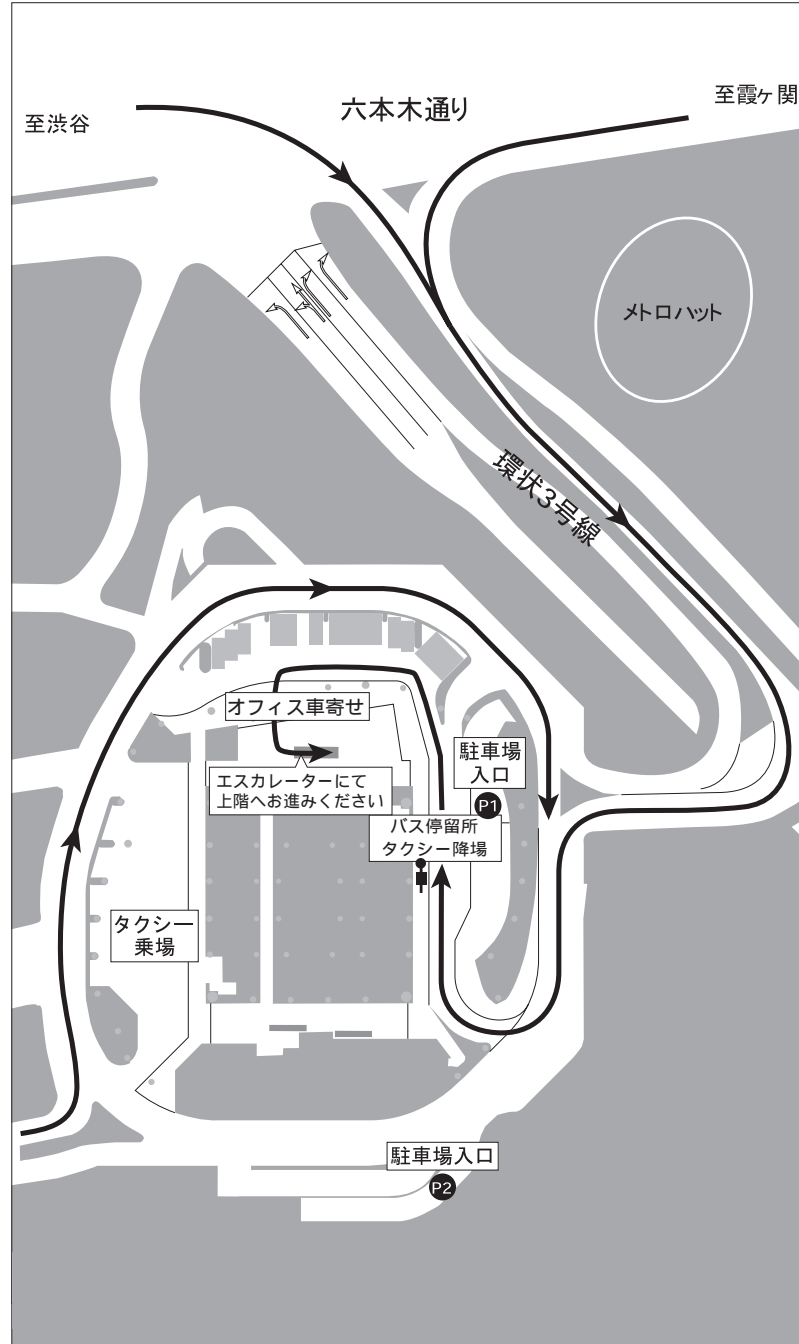 六本木通り
至霞ヶ関
至渋谷
メトロハット
環状3号線
オフィス車寄せ
駐車場
入口
P1
エスカレーターにて
上階へお進みください
バス停留所
タクシー降場
タクシー
乗場
駐車場入口
P2